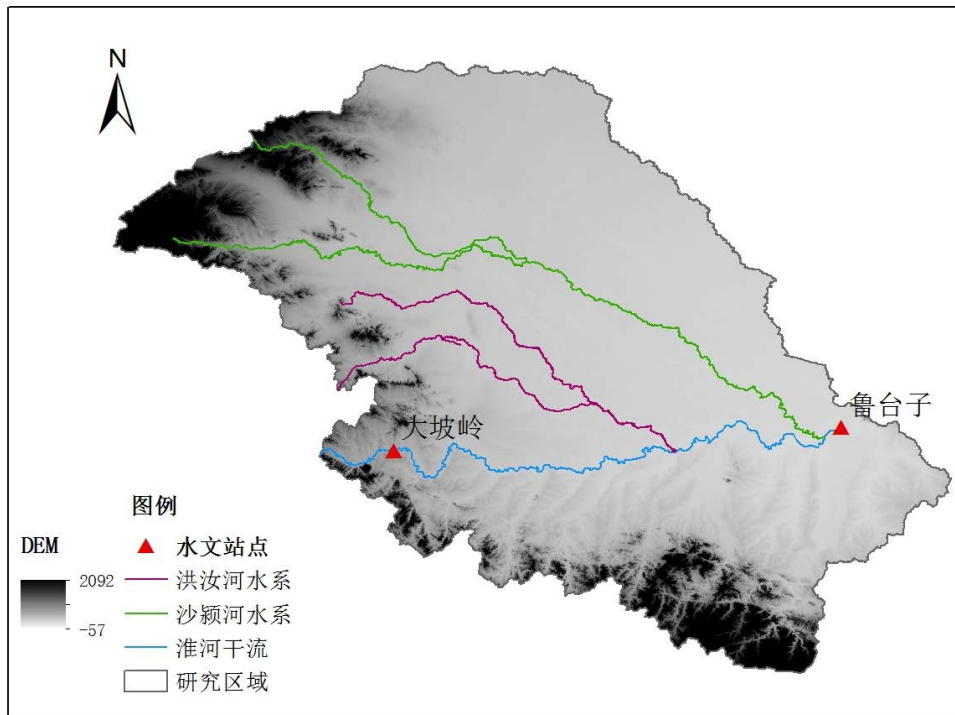 N
鲁台子
大坡岭
图例
DEM
水文站点
2092
-57
洪汝河水系
沙颍河水系
淮河干流
研究区域